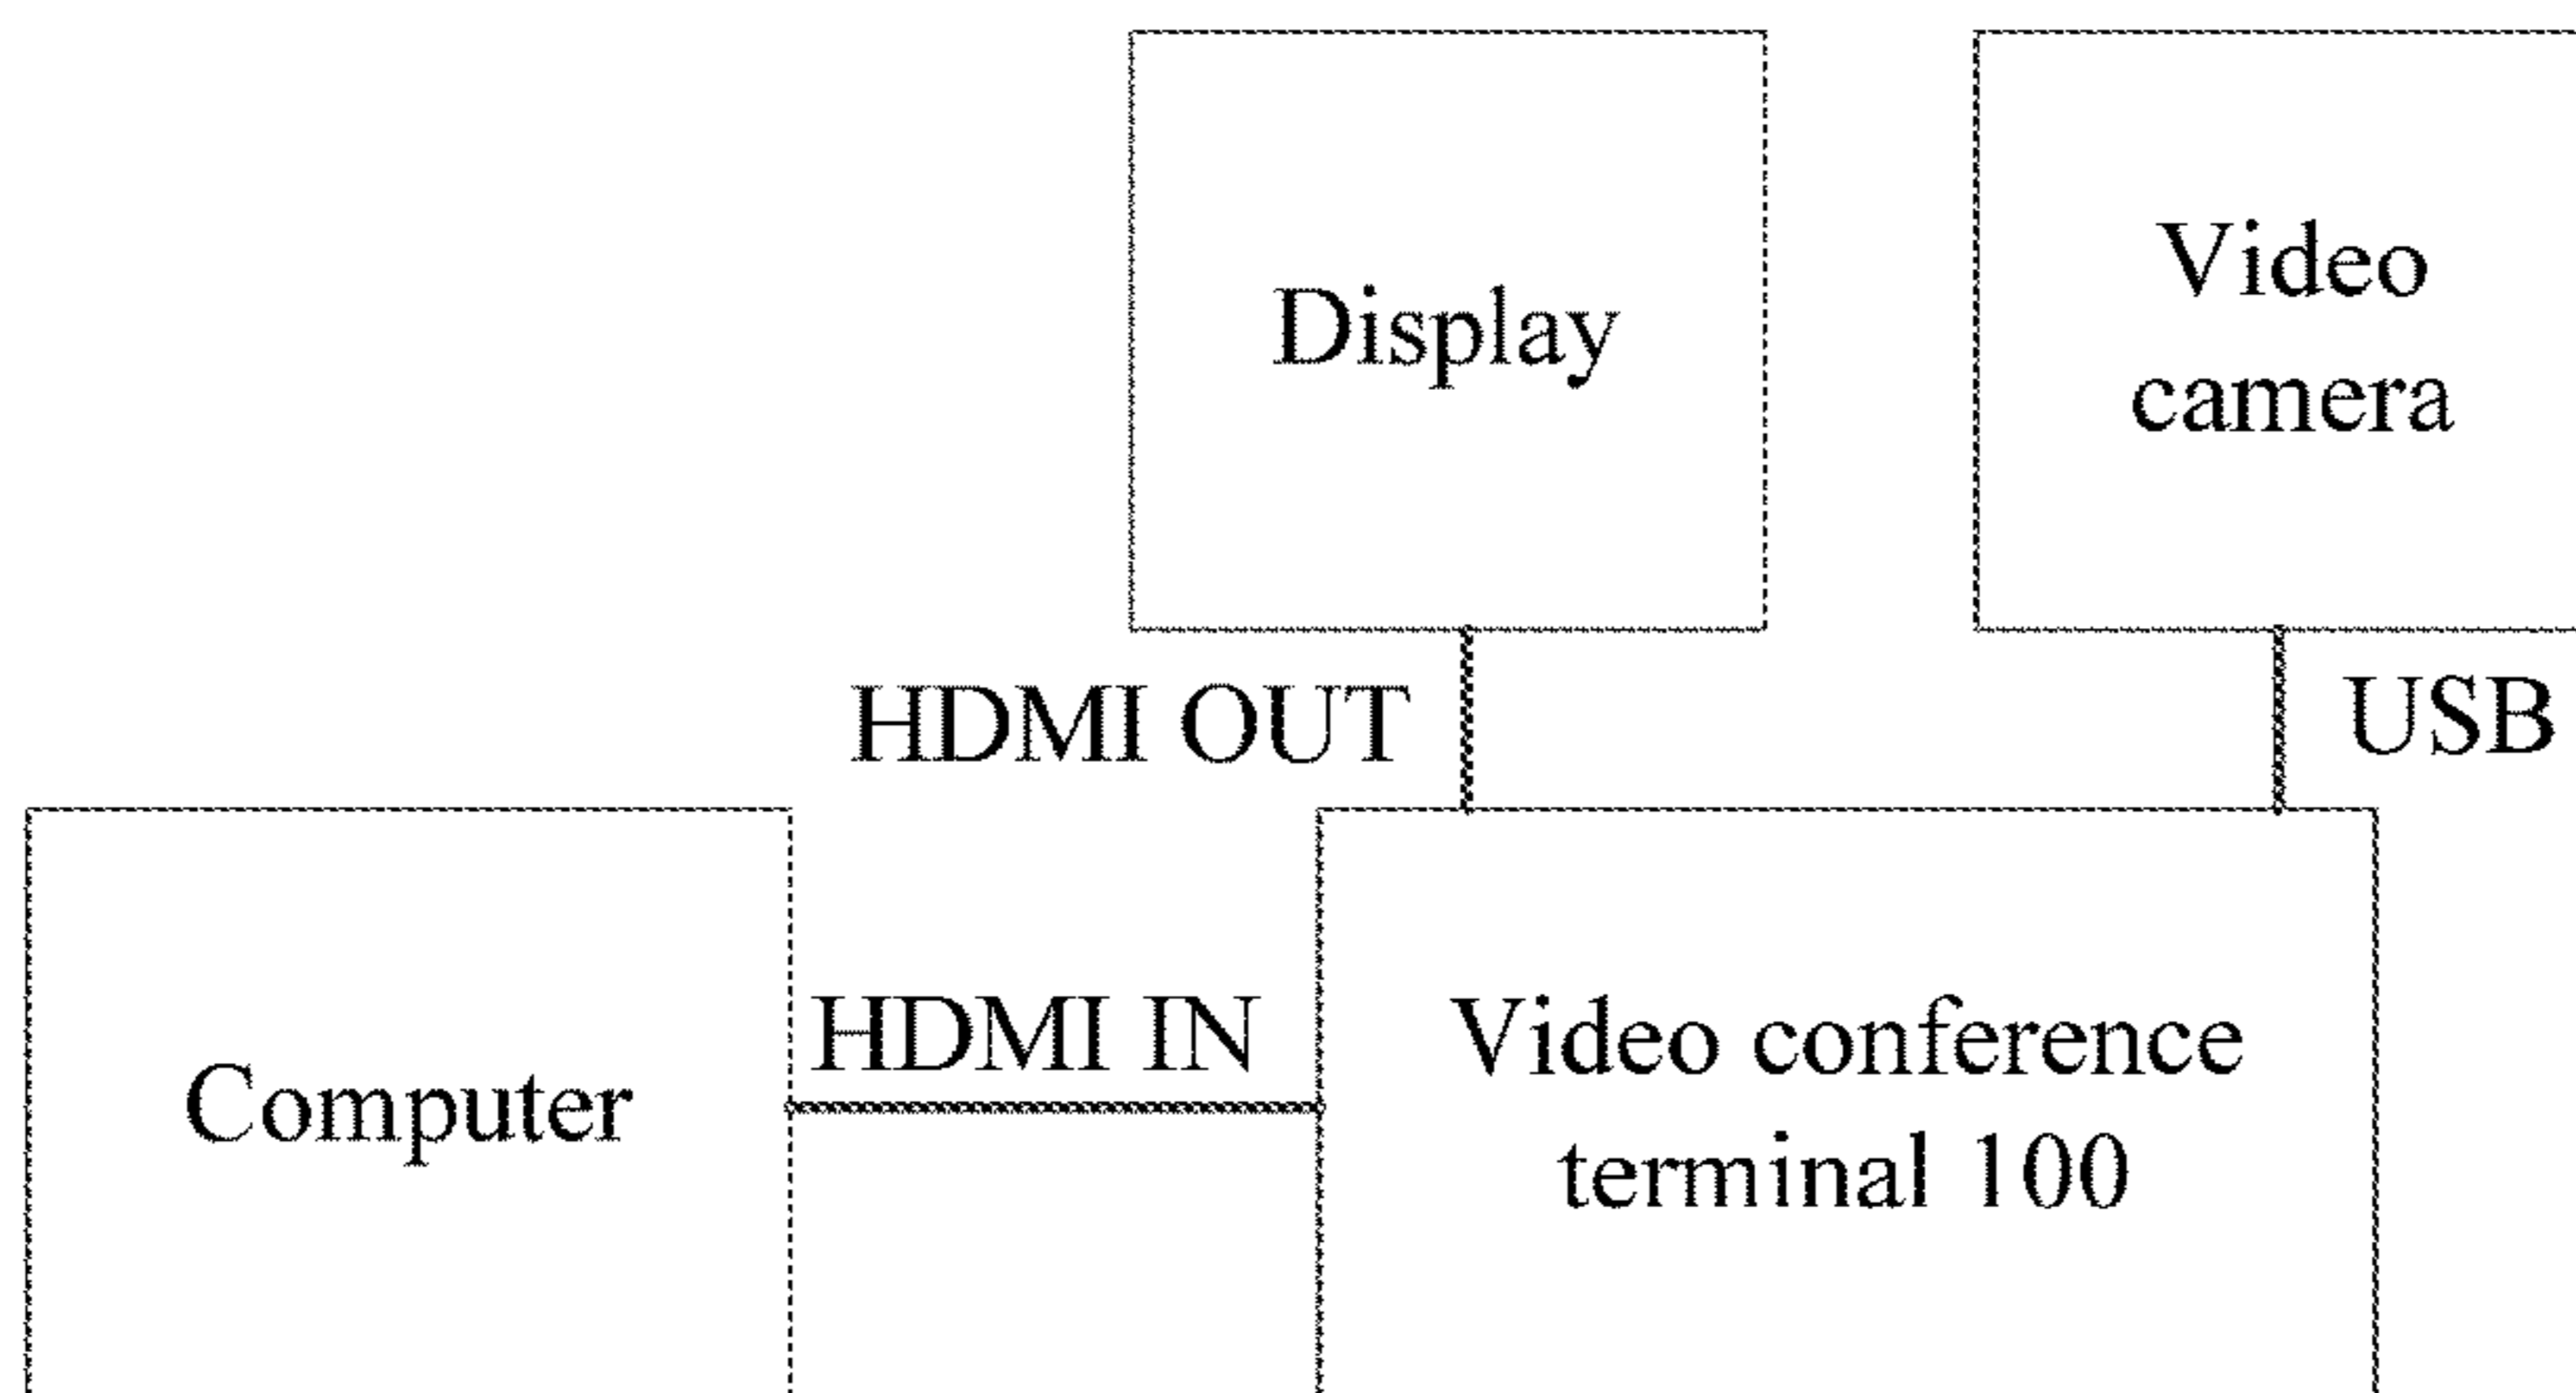 Display
Video
camera
HDMI OUT
USB
Computer
HDMI IN
Video conference
terminal 100